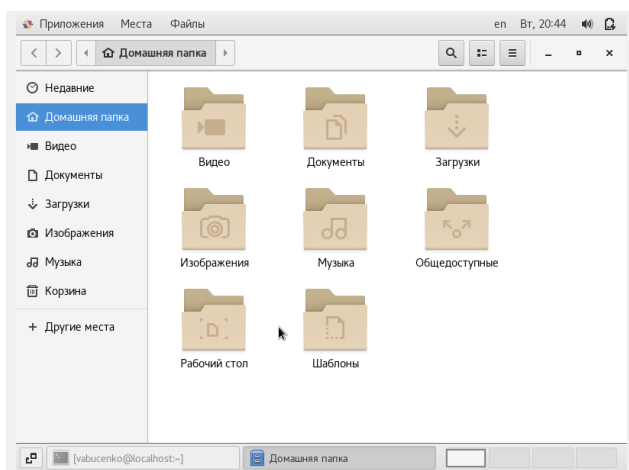 Приложения Места Файлы en Вт, 20:44
Домашняя папка
Недавние
Домашняя папка
Видео
Документы
Загрузки
Изображения
Музыка
Корзина
Другие места
Видео Документы Загрузки
Изображения Музыка Общедоступные
Рабочий стол Шаблоны
[vabucenko@localhost:~] Домашняя папка